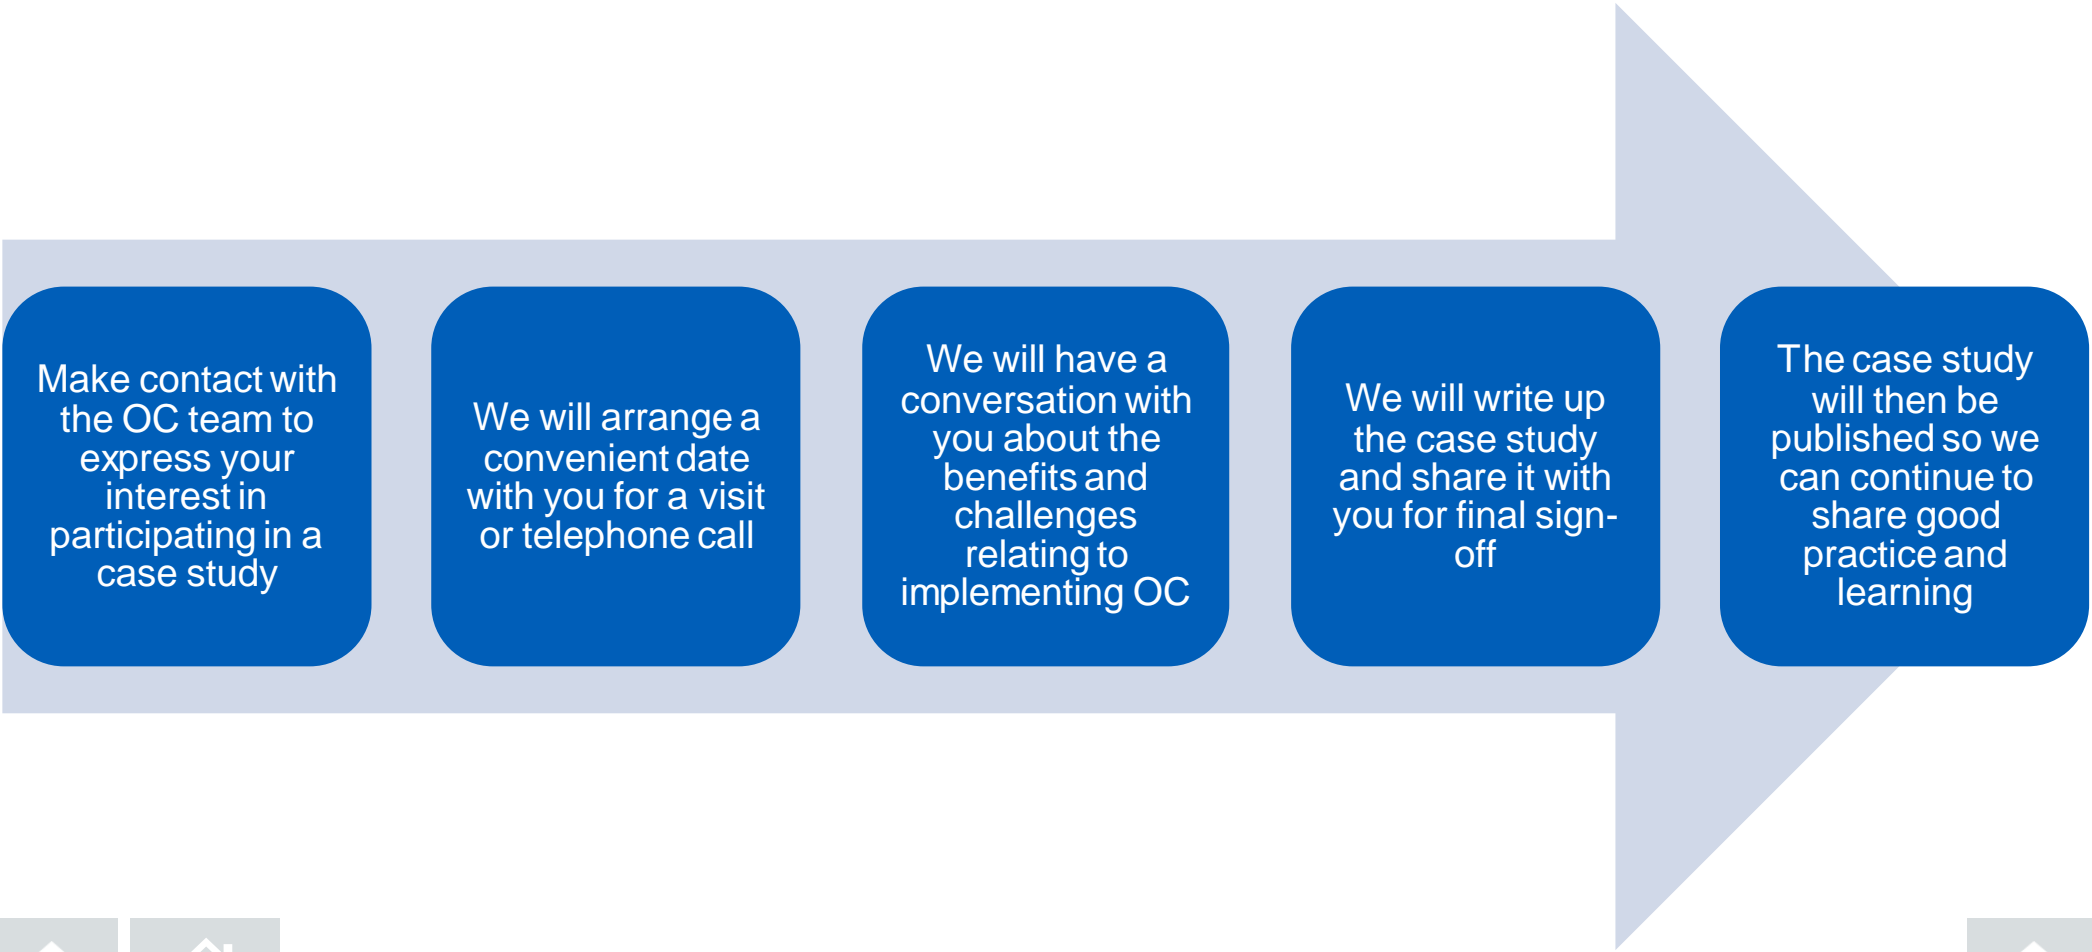 Make contact with
the OC team to
express your
interest in
participating in a
case study
We will arrange a
convenient date
with you for a visit
or telephone call
We will have a
conversation with
you about the
benefits and
challenges
relating to
implementing OC
We will write up
the case study
and share it with
you for final sign-
off
The case study
will then be
published so we
can continue to
share good
practice and
learning